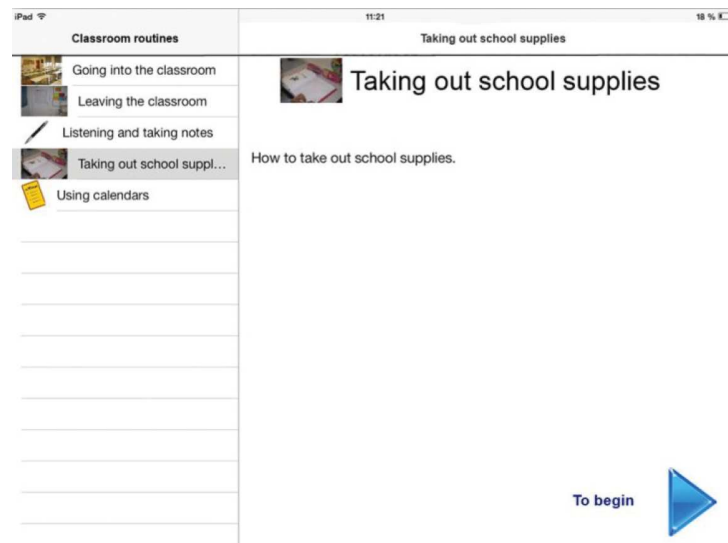 iPad 11:21 18 %
Classroom routines
Taking out school supplies
Going into the classroom
Leaving the classroom
Listening and taking notes
Taking out school suppl...
Using calendars
Taking out school supplies
How to take out school supplies.
To begin